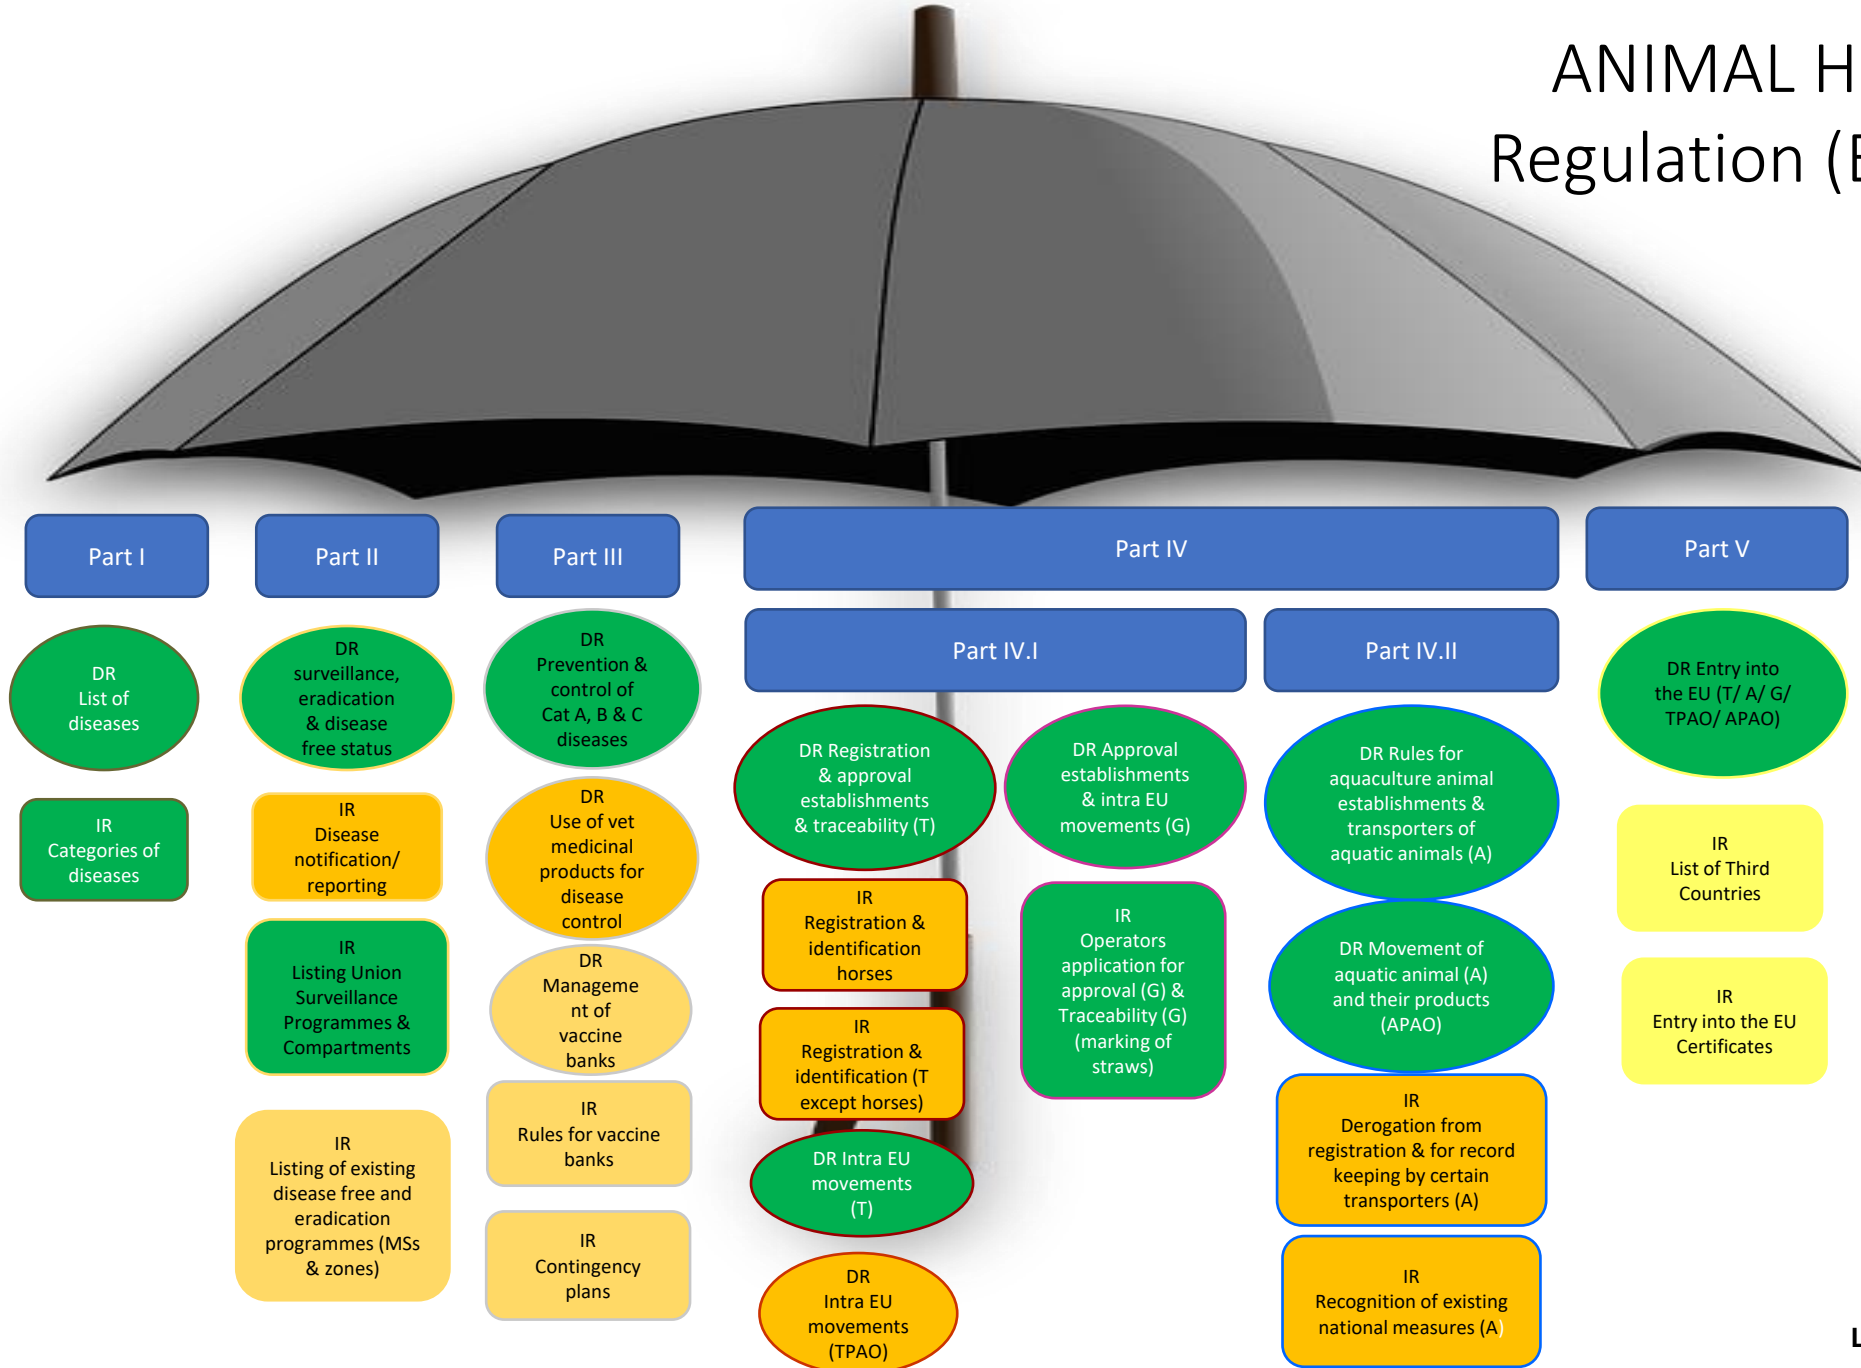 ANIMAL H
Regulation (E
Part I
Part II
Part III
Part IV
Part V
Part IV.I
Part IV.II
DR
List of
diseases
IR
Categories of
diseases
DR
surveillance,
eradication
& disease
free status
IR
Disease
notification/
reporting
IR
Listing Union
Surveillance
Programmes &
Compartments
IR
Listing of existing
disease free and
eradication
programmes (MSs
& zones)
DR
Prevention &
control of
Cat A, B & C
diseases
DR
Use of vet
medicinal
products for
disease
control
DR
Manageme
nt of
vaccine
banks
IR
Rules for vaccine
banks
IR
Contingency
plans
DR Registration
& approval
establishments
& traceability (T)
IR
Registration &
identification
horses
IR
Registration &
identification (T
except horses)
DR Intra EU
movements
(T)
DR
Intra EU
movements
(TPAO)
DR Approval
establishments
& intra EU
movements (G)
IR
Operators
application for
approval (G) &
Traceability (G)
(marking of
straws)
DR Rules for
aquaculture animal
establishments &
transporters of
aquatic animals (A)
DR Movement of
aquatic animal (A)
and their products
(APAO)
IR
Derogation from
registration & for record
keeping by certain
transporters (A)
IR
Recognition of existing
national measures (A)
DR Entry into
the EU (T/ A/ G/
TPAO/ APAO)
IR
List of Third
Countries
IR
Entry into the EU
Certificates
L